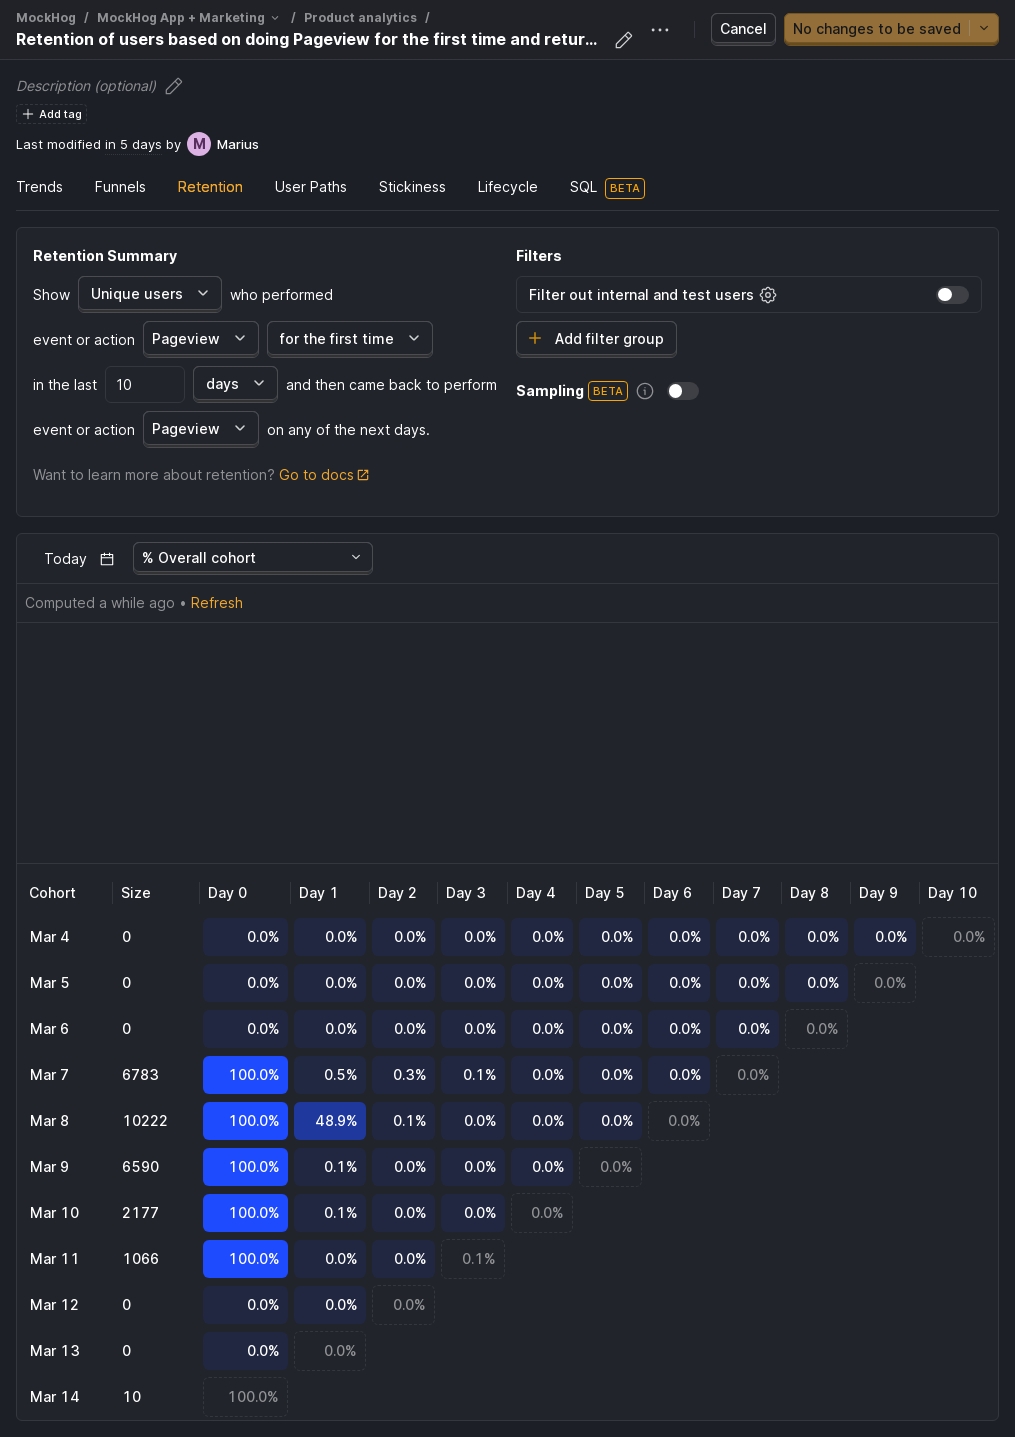 MockHog / MockHog App + Marketing / Product analytics /
Retention of users based on doing Pageview for the first time and retur...
Cancel
No changes to be saved
Description (optional)
Add tag
Last modified in 5 days by M Marius
Trends Funnels Retention User Paths Stickiness Lifecycle SQL BETA
Retention Summary
Show Unique users who performed
event or action Pageview for the first time
in the last 10 days and then came back to perform
event or action Pageview on any of the next days.
Want to learn more about retention? Go to docs
Filters
Filter out internal and test users
Add filter group
Sampling BETA
Today % Overall cohort
Computed a while ago • Refresh
Cohort Size Day 0 Day 1 Day 2 Day 3 Day 4 Day 5 Day 6 Day 7 Day 8 Day 9 Day 10
Mar 4 0 0.0% 0.0% 0.0% 0.0% 0.0% 0.0% 0.0% 0.0% 0.0% 0.0% 0.0%
Mar 5 0 0.0% 0.0% 0.0% 0.0% 0.0% 0.0% 0.0% 0.0% 0.0% 0.0%
Mar 6 0 0.0% 0.0% 0.0% 0.0% 0.0% 0.0% 0.0% 0.0% 0.0%
Mar 7 6783 100.0% 0.5% 0.3% 0.1% 0.0% 0.0% 0.0% 0.0%
Mar 8 10222 100.0% 48.9% 0.1% 0.0% 0.0% 0.0% 0.0%
Mar 9 6590 100.0% 0.1% 0.0% 0.0% 0.0% 0.0%
Mar 10 2177 100.0% 0.1% 0.0% 0.0% 0.0%
Mar 11 1066 100.0% 0.0% 0.0% 0.1%
Mar 12 0 0.0% 0.0% 0.0%
Mar 13 0 0.0% 0.0%
Mar 14 10 100.0%